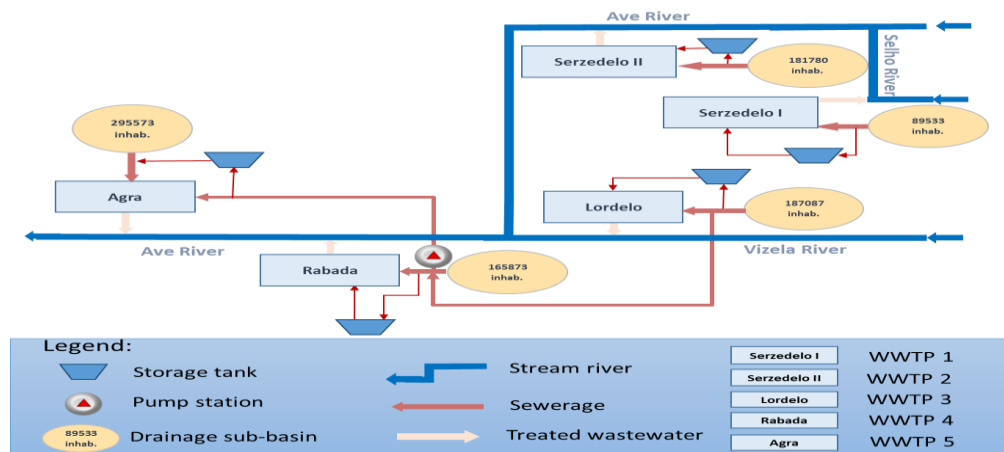 Ave River
181780
inhab.
Serzedelo II
Selho River
295573
inhab.
Serzedelo I
89533
inhab.
Agra
Lordelo
187087
inhab.
Ave River
Vizela River
Rabada
165873
inhab.
Legend:
Storage tank
Stream river
Serzedelo I
WWTP 1
Serzedelo II
WWTP 2
Pump station
Sewerage
Lordelo
WWTP 3
Rabada
WWTP 4
89533
inhab.
Drainage sub-basin
Treated wastewater
Agra
WWTP 5